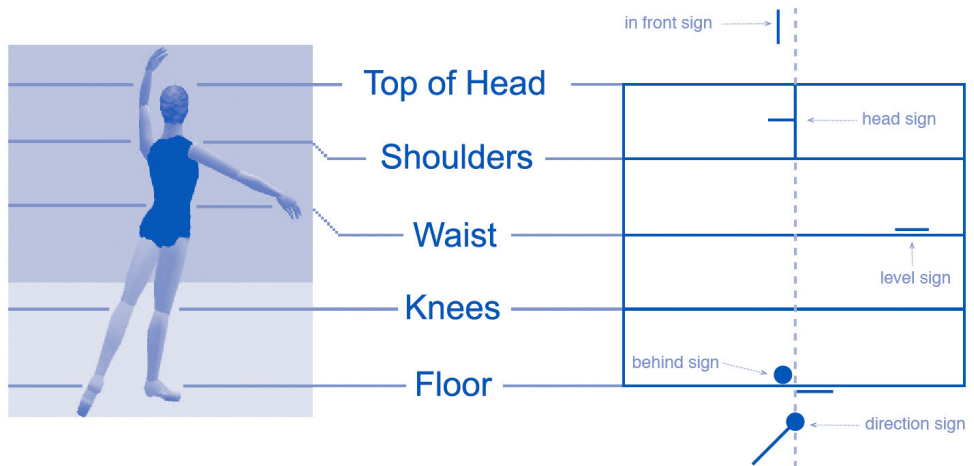 in front sign
Top of Head
head sign
Shoulders
Waist
level sign
Knees
behind sign
Floor
direction sign